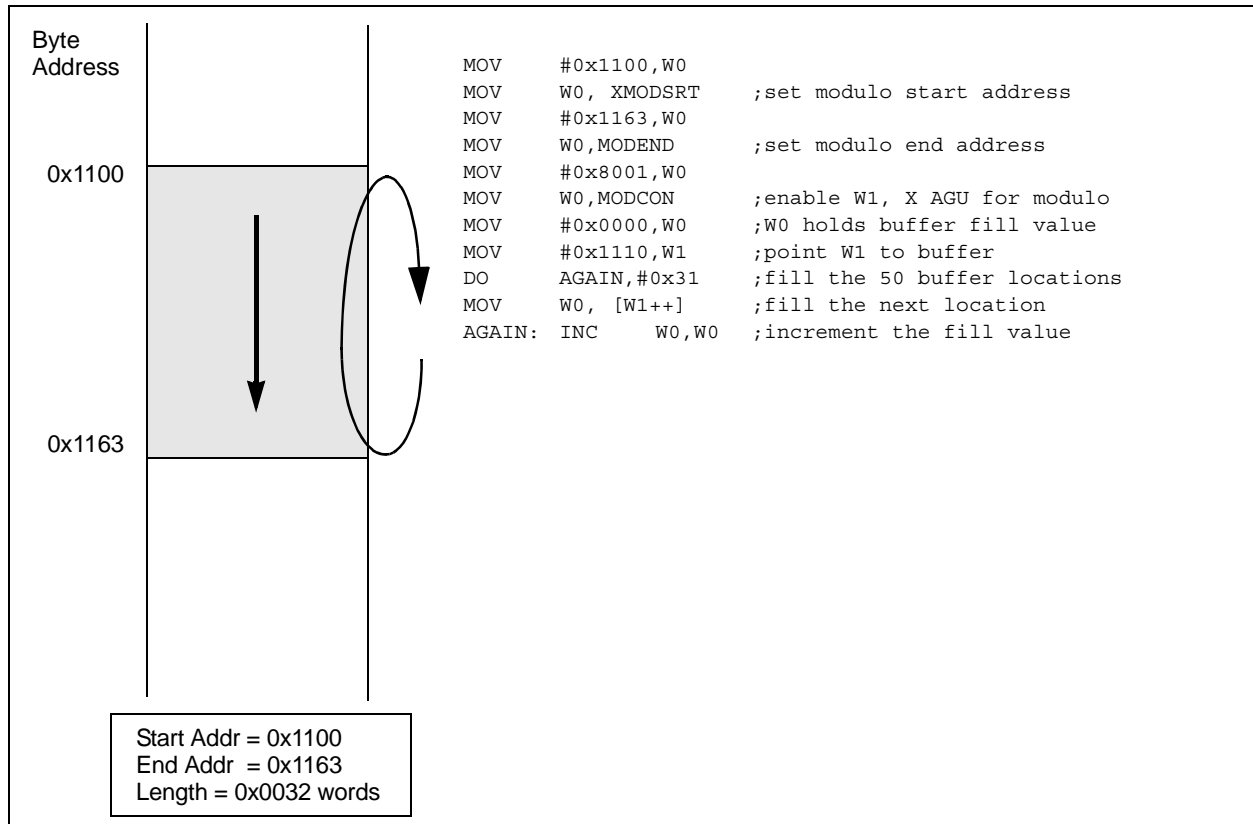 Byte
Address
0x1100
0x1163
MOV #0x1100,W0
MOV W0, XMODSRT ;set modulo start address
MOV #0x1163,W0
MOV W0,MODEND ;set modulo end address
MOV #0x8001,W0
MOV W0,MODCON ;enable W1, X AGU for modulo
MOV #0x0000,W0 ;W0 holds buffer fill value
MOV #0x1110,W1 ;point W1 to buffer
DO AGAIN,#0x31 ;fill the 50 buffer locations
MOV W0, [W1++] ;fill the next location
AGAIN: INC W0,W0 ;increment the fill value
Start Addr = 0x1100
End Addr = 0x1163
Length = 0x0032 words